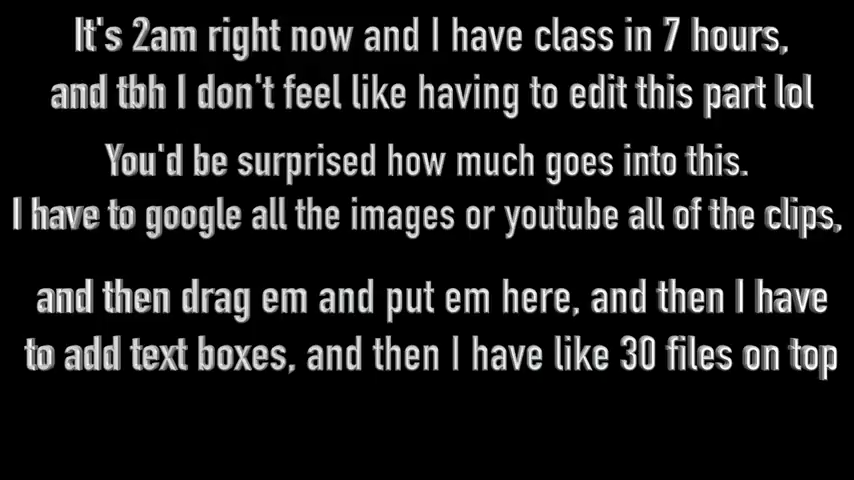 It's 2am right now and I have class in 7 hours,
and tbh I don't feel like having to edit this part lol
You'd be surprised how much goes into this.
I have to google all the images or youtube all of the clips,
and then drag em and put em here, and then I have
to add text boxes, and then I have like 30 files on top